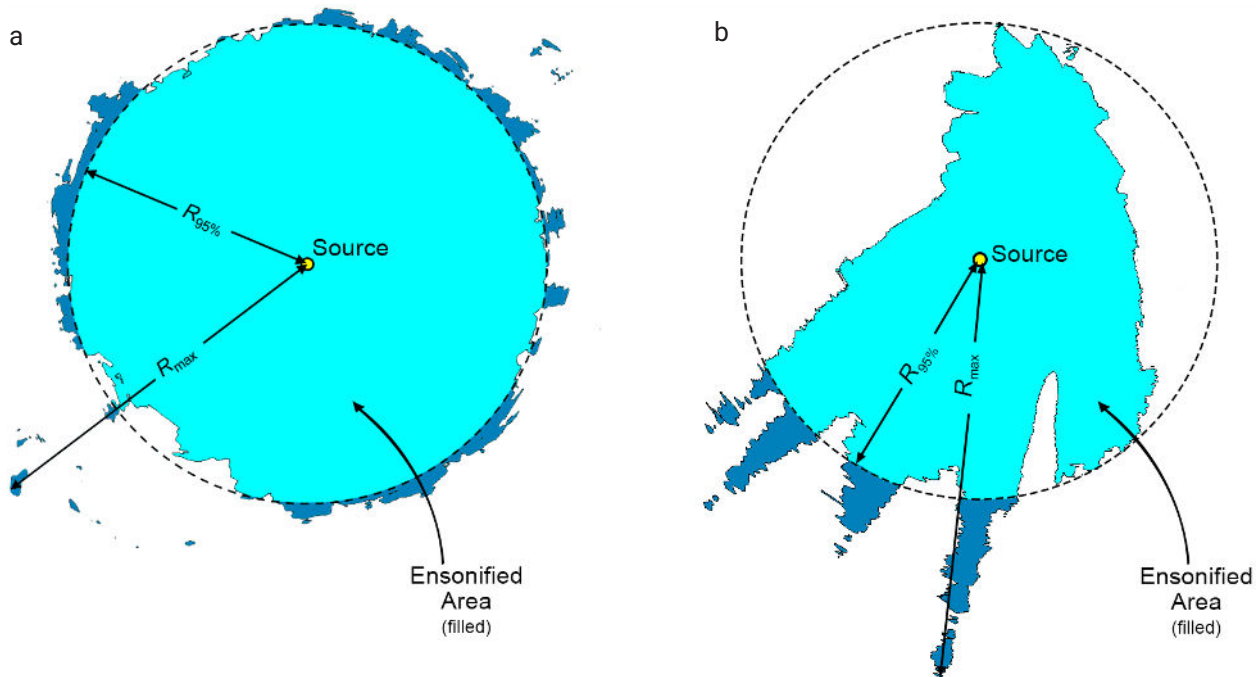 a
R95%
Source
Rmax
Ensonified
Area
(filled)
b
Source
R95%
Rmax
Ensonified
Area
(filled)